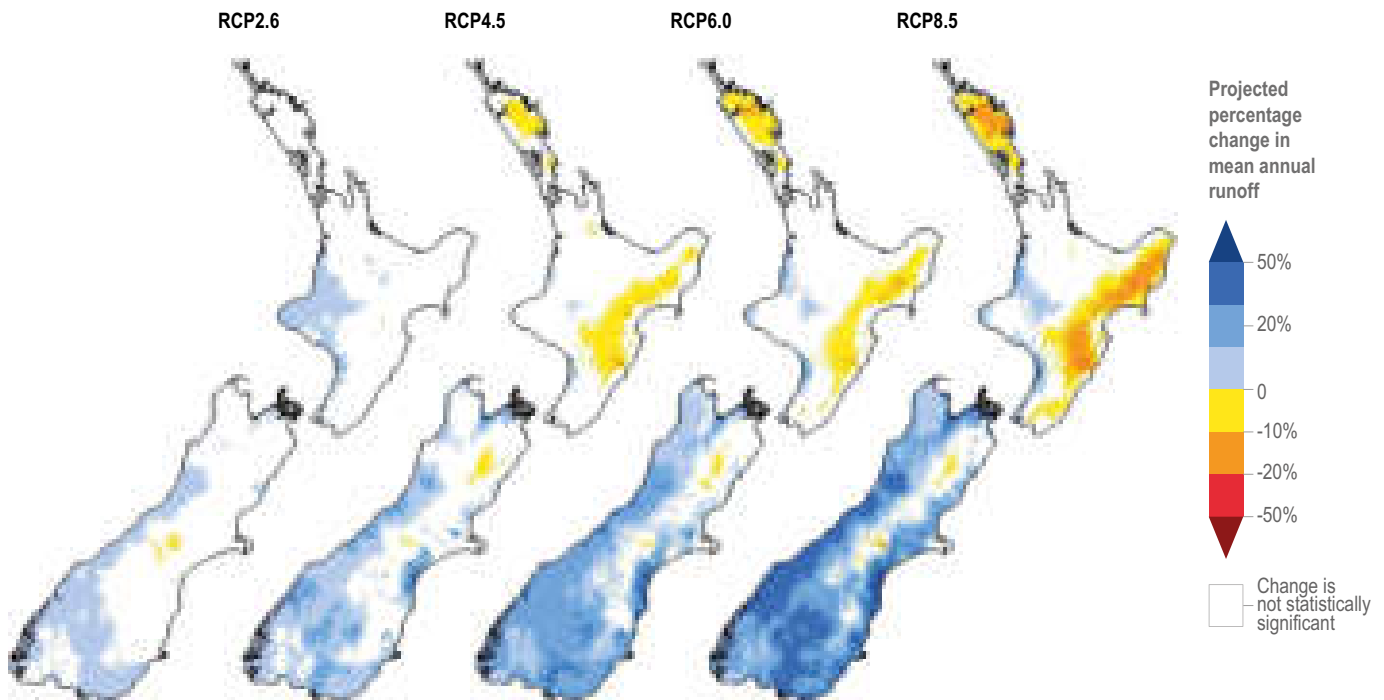 RCP2.6 RCP4.5 RCP6.0 RCP8.5
Projected
percentage
change in
mean annual
runoff
50%
20%
0
-10%
-20%
-50%
Change is
not statistically
significant